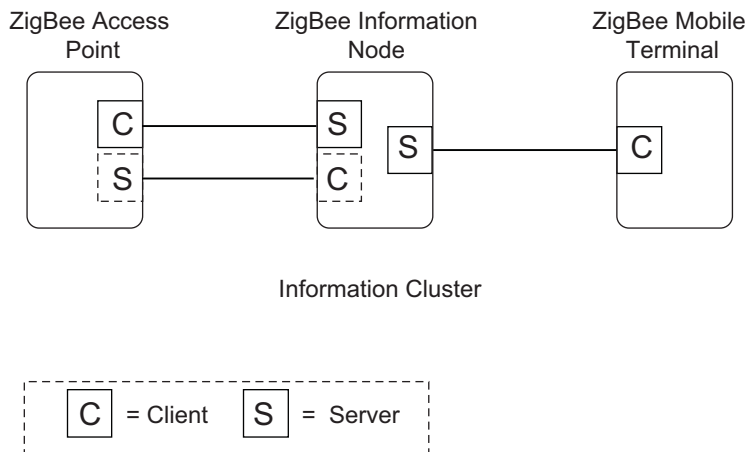 ZigBee Access
Point
ZigBee Information
Node
ZigBee Mobile
Terminal
C
S
S
C
S
C
Information Cluster
C = Client S = Server